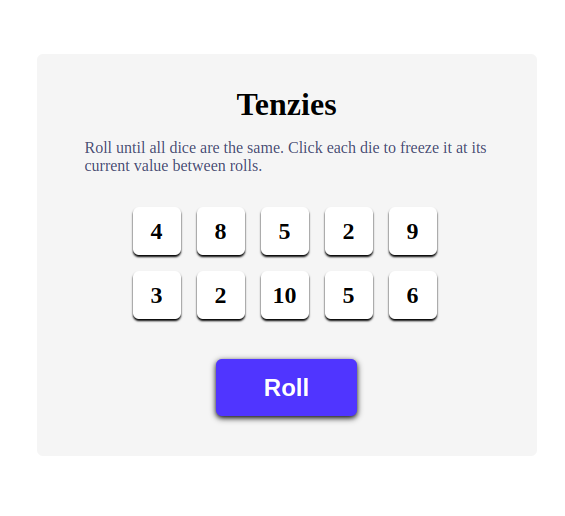 Tenzies
Roll until all dice are the same. Click each die to freeze it at its
current value between rolls.
4 8 5 2 9
3 2 10 5 6
Roll